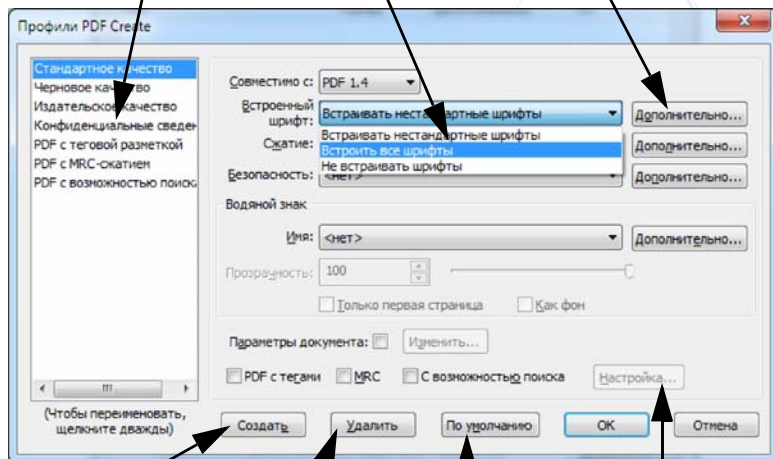 Профили PDF Create
Стандартное качество
Черновое качество
Издательское качество
Конфиденциальные сведен
PDF с теговой разметкой
PDF с MRC-сжатием
PDF с возможностью поиск
(Чтобы переименовать,
щелкните дважды)
Совместимо с: PDF 1.4
Встроенный
шрифт: Встраивать нестандартные шрифты Дополнительно...
Встраивать нестандартные шрифты
Встроить все шрифты
Не встраивать шрифты
Сжатие: Дополнительно...
Безопасность: <нет> Дополнительно...
Водяной знак
Имя: <нет> Дополнительно...
Прозрачность: 100
Только первая страница Как фон
Параметры документа: Изменить...
PDF с тегами MRC С возможностью поиска Настройка...
Создать Удалить По умолчанию OK Отмена